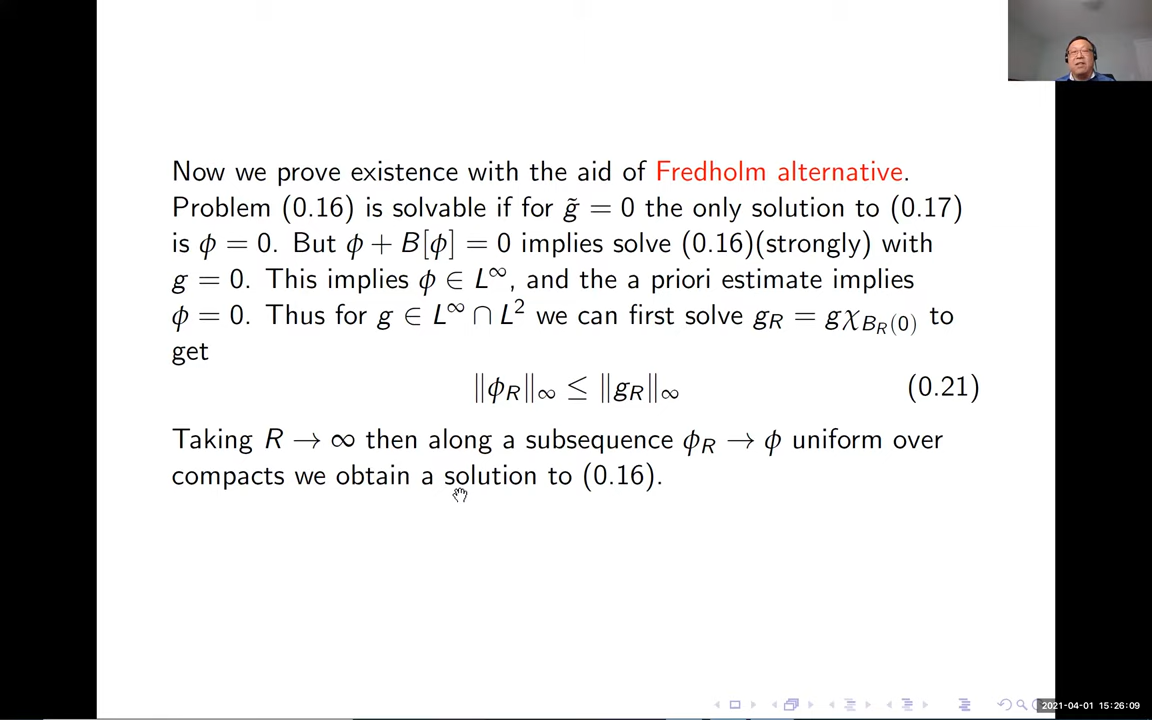 Now we prove existence with the aid of Fredholm alternative.
Problem (0.16) is solvable if for g̃ = 0 the only solution to (0.17)
is ϕ = 0. But ϕ + B[ϕ] = 0 implies solve (0.16)(strongly) with
g = 0. This implies ϕ ∈ L^∞, and the a priori estimate implies
ϕ = 0. Thus for g ∈ L^∞ ∩ L² we can first solve g_R = gχ_{B_R(0)} to
get
‖ϕ_R‖_∞ ≤ ‖g_R‖_∞ (0.21)
Taking R → ∞ then along a subsequence ϕ_R → ϕ uniform over
compacts we obtain a solution to (0.16).
2021-04-01 15:26:09